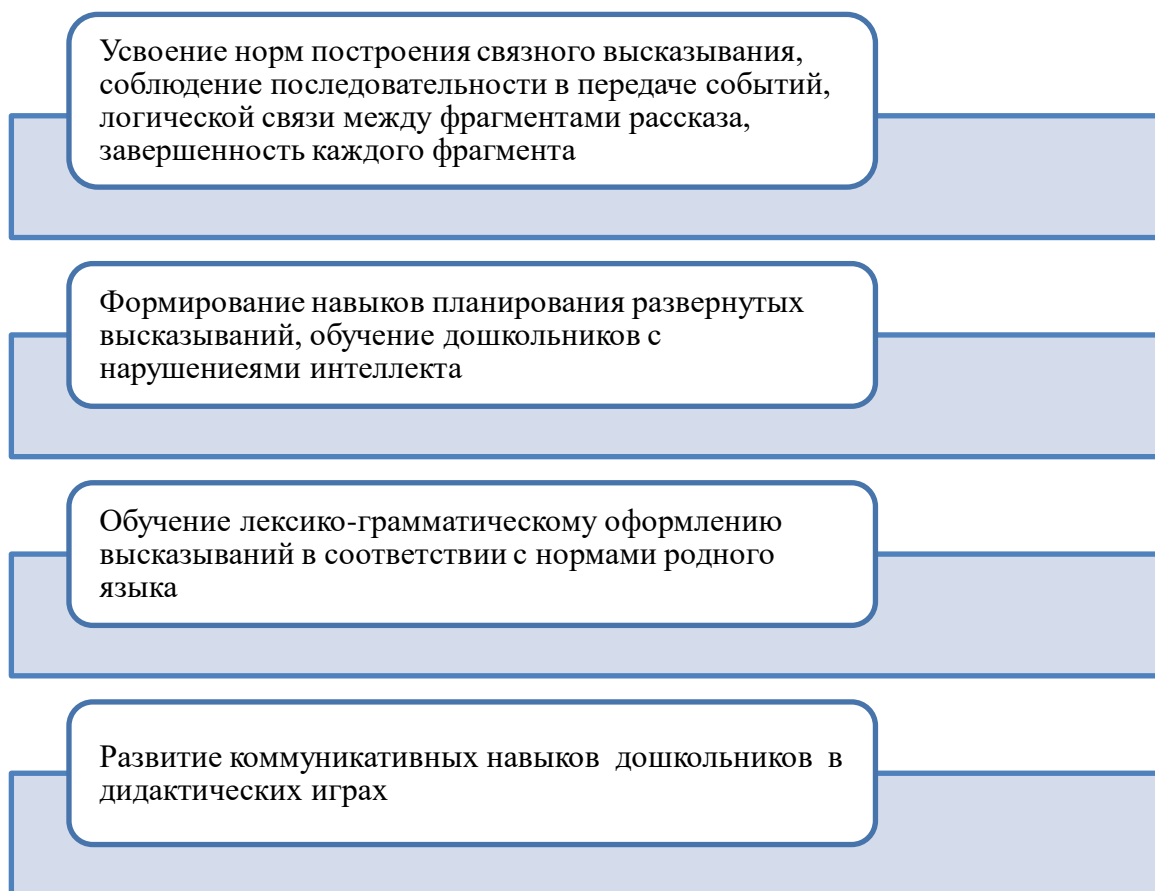 Усвоение норм построения связного высказывания,
соблюдение последовательности в передаче событий,
логической связи между фрагментами рассказа,
завершенность каждого фрагмента
Формирование навыков планирования развернутых
высказываний, обучение дошкольников с
нарушениеями интеллекта
Обучение лексико-грамматическому оформлению
высказываний в соответствии с нормами родного
языка
Развитие коммуникативных навыков  дошкольников  в
дидактических играх